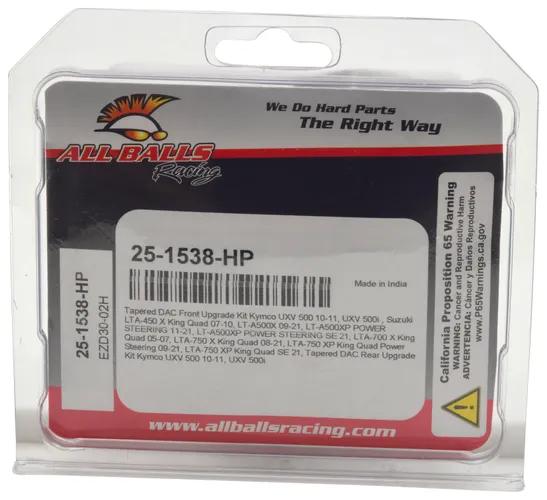 We Do Hard Parts
The Right Way
ALL BALLS
Racing
25-1538-HP
Made in India
Tapered DAC Front Upgrade Kit Kymco UXV 500 10-11, UXV 500i , Suzuki
LTA-450 X King Quad 07-10, LT-A500X 09-21, LT-A500XP POWER
STEERING 11-21, LT-A500XP POWER STEERING SE 21, LTA-700 X King
Quad 05-07, LTA-750 X King Quad 08-21, LTA-750 XP King Quad Power
Steering 09-21, LTA-750 XP King Quad SE 21, Tapered DAC Rear Upgrade
Kit Kymco UXV 500 10-11, UXV 500i
25-1538-HP
EZD30-02H
California Proposition 65 Warning
WARNING: Cancer and Reproductive Harm
ADVERTENCIA: Cáncer y Daños Reproductivos
www.P65Warnings.ca.gov
www.allballsracing.com